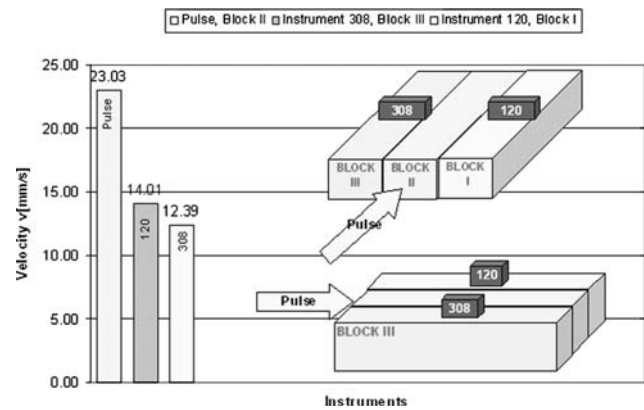 Pulse, Block II Instrument 308, Block III Instrument 120, Block I
Velocity v[mm/s]
25.00
20.00
15.00
10.00
5.00
0.00
23.03
Pulse
14.01
120
12.39
308
308
120
BLOCK III
BLOCK II
BLOCK I
Pulse
120
Pulse
308
BLOCK III
Instruments